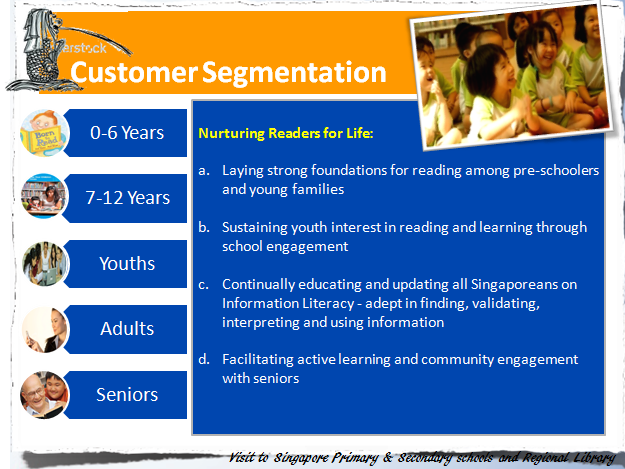 erstock
Customer Segmentation
0-6 Years
7-12 Years
Youths
Adults
Seniors
Born to Read
Nurturing Readers for Life:
a. Laying strong foundations for reading among pre-schoolers
and young families
b. Sustaining youth interest in reading and learning through
school engagement
c. Continually educating and updating all Singaporeans on
Information Literacy - adept in finding, validating,
interpreting and using information
d. Facilitating active learning and community engagement
with seniors
Visit to Singapore Primary & Secondary schools and Regional Library